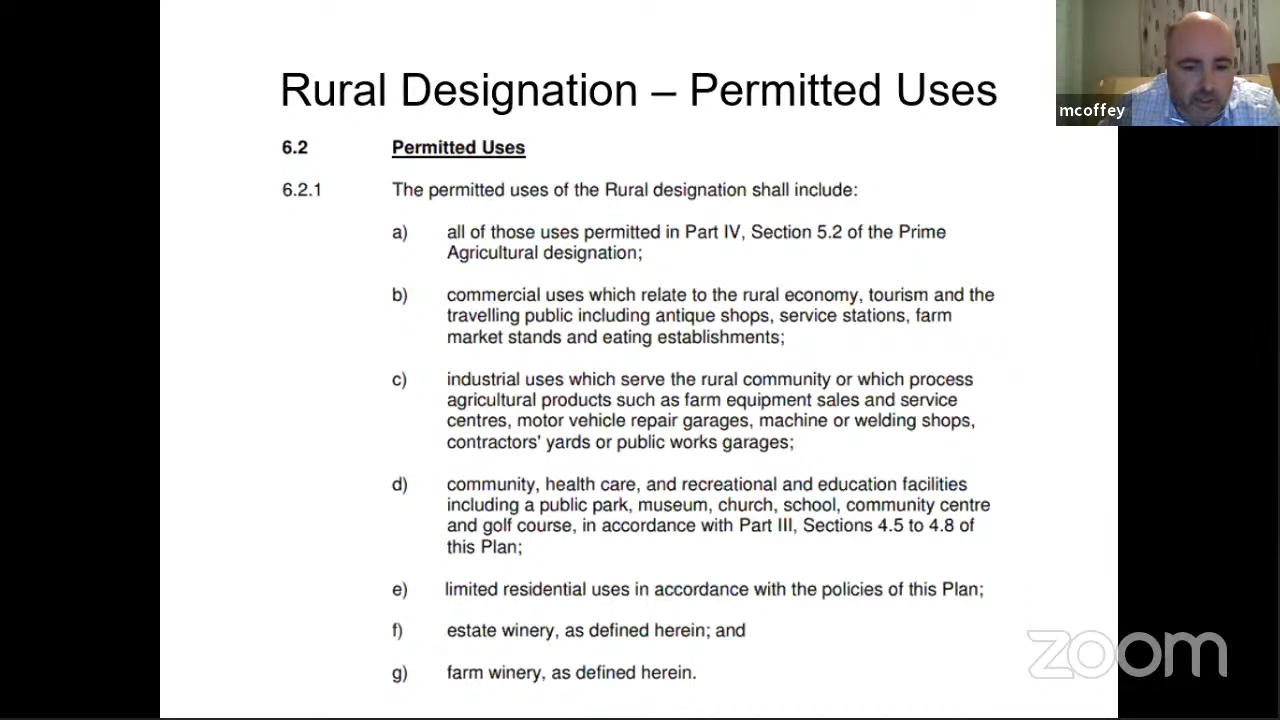 Rural Designation – Permitted Uses
mcoffey
6.2 Permitted Uses
6.2.1 The permitted uses of the Rural designation shall include:
a) all of those uses permitted in Part IV, Section 5.2 of the Prime
Agricultural designation;
b) commercial uses which relate to the rural economy, tourism and the
travelling public including antique shops, service stations, farm
market stands and eating establishments;
c) industrial uses which serve the rural community or which process
agricultural products such as farm equipment sales and service
centres, motor vehicle repair garages, machine or welding shops,
contractors' yards or public works garages;
d) community, health care, and recreational and education facilities
including a public park, museum, church, school, community centre
and golf course, in accordance with Part III, Sections 4.5 to 4.8 of
this Plan;
e) limited residential uses in accordance with the policies of this Plan;
f) estate winery, as defined herein; and
g) farm winery, as defined herein.
zoom